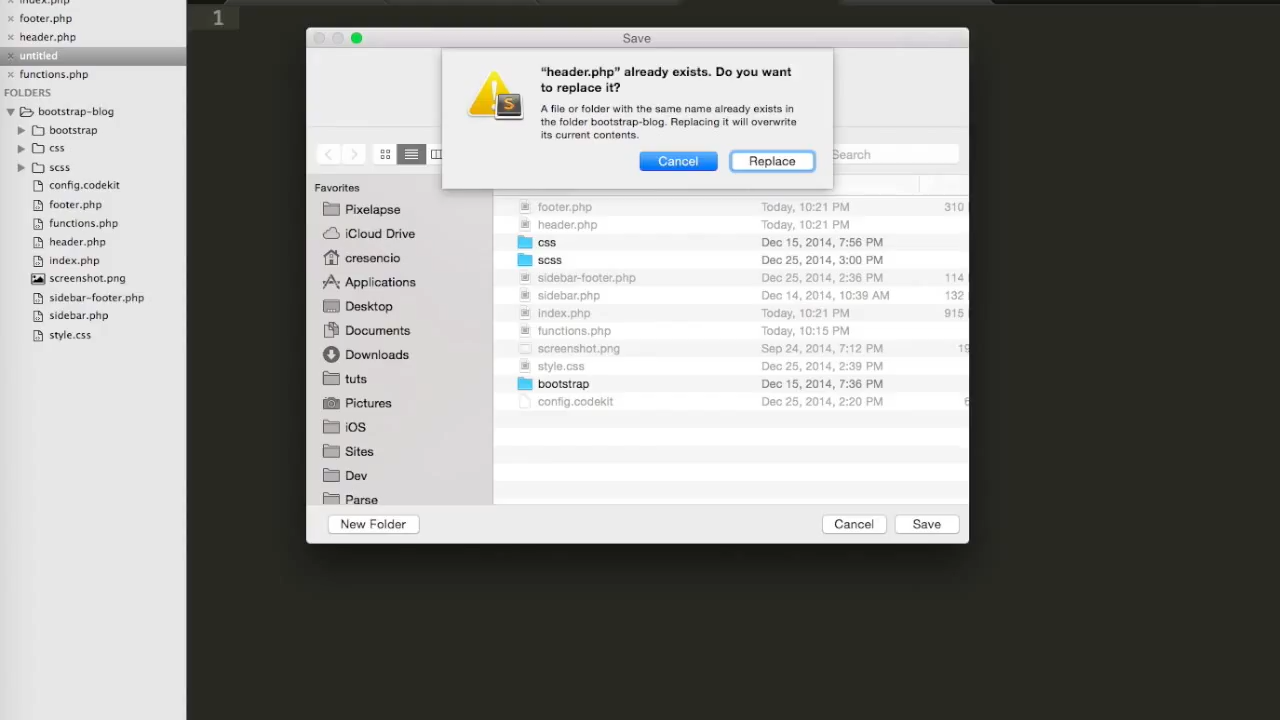 index.php
footer.php
header.php
untitled
functions.php
FOLDERS
bootstrap-blog
bootstrap
css
scss
config.codekit
footer.php
functions.php
header.php
index.php
screenshot.png
sidebar-footer.php
sidebar.php
style.css
1
Save
“header.php” already exists. Do you want
to replace it?
A file or folder with the same name already exists in
the folder bootstrap-blog. Replacing it will overwrite
its current contents.
S
Cancel
Replace
Search
Favorites
Pixelapse
iCloud Drive
cresencio
Applications
Desktop
Documents
Downloads
tuts
Pictures
iOS
Sites
Dev
Parse
footer.php Today, 10:21 PM 310
header.php Today, 10:21 PM
css Dec 15, 2014, 7:56 PM
scss Dec 25, 2014, 3:00 PM
sidebar-footer.php Dec 25, 2014, 2:36 PM 114
sidebar.php Dec 14, 2014, 10:39 AM 132
index.php Today, 10:21 PM 915
functions.php Today, 10:15 PM
screenshot.png Sep 24, 2014, 7:12 PM 19
style.css Dec 25, 2014, 2:39 PM
bootstrap Dec 15, 2014, 7:36 PM
config.codekit Dec 25, 2014, 2:20 PM 6
New Folder
Cancel
Save